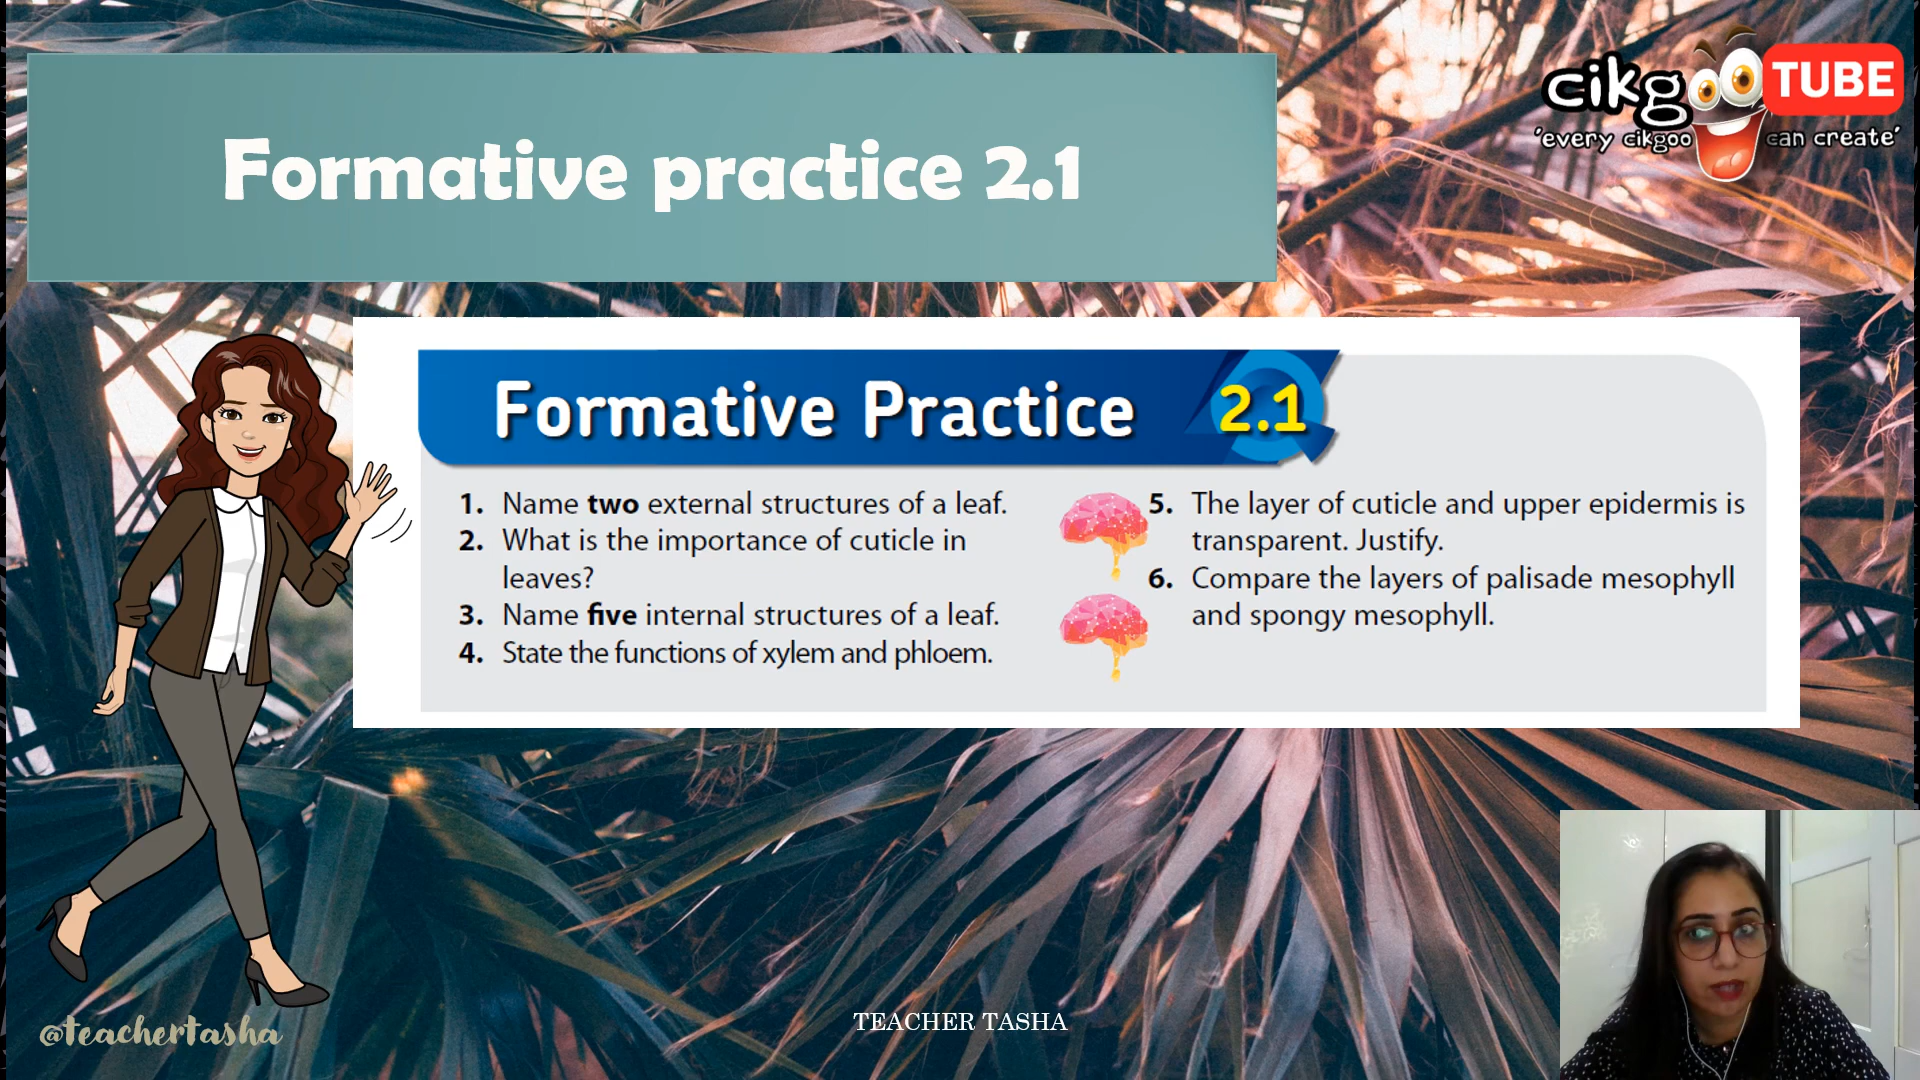 Formative practice 2.1
cikgoo TUBE
'every cikgoo can create'
Formative Practice 2.1
1. Name two external structures of a leaf.
2. What is the importance of cuticle in
leaves?
3. Name five internal structures of a leaf.
4. State the functions of xylem and phloem.
5. The layer of cuticle and upper epidermis is
transparent. Justify.
6. Compare the layers of palisade mesophyll
and spongy mesophyll.
@teachertasha
TEACHER TASHA